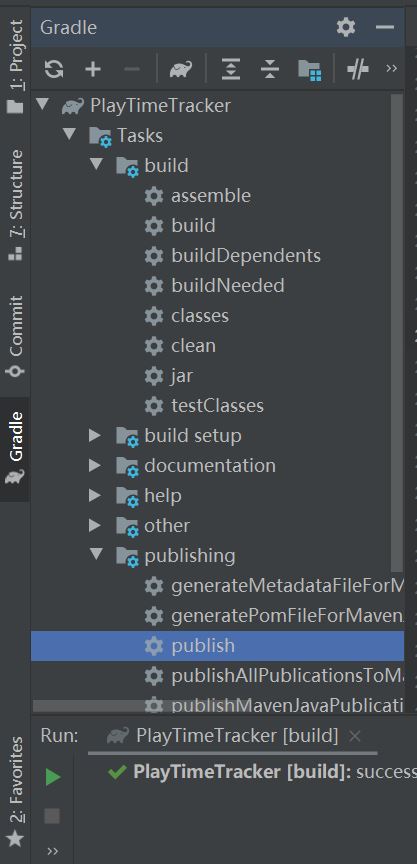 Gradle
1: Project
7: Structure
Commit
Gradle
2: Favorites
PlayTimeTracker
Tasks
build
assemble
build
buildDependents
buildNeeded
classes
clean
jar
testClasses
build setup
documentation
help
other
publishing
generateMetadataFileForM
generatePomFileForMaven
publish
publishAllPublicationsToMa
publishMavenJavaPublicati
Run: PlayTimeTracker [build]
PlayTimeTracker [build]: success